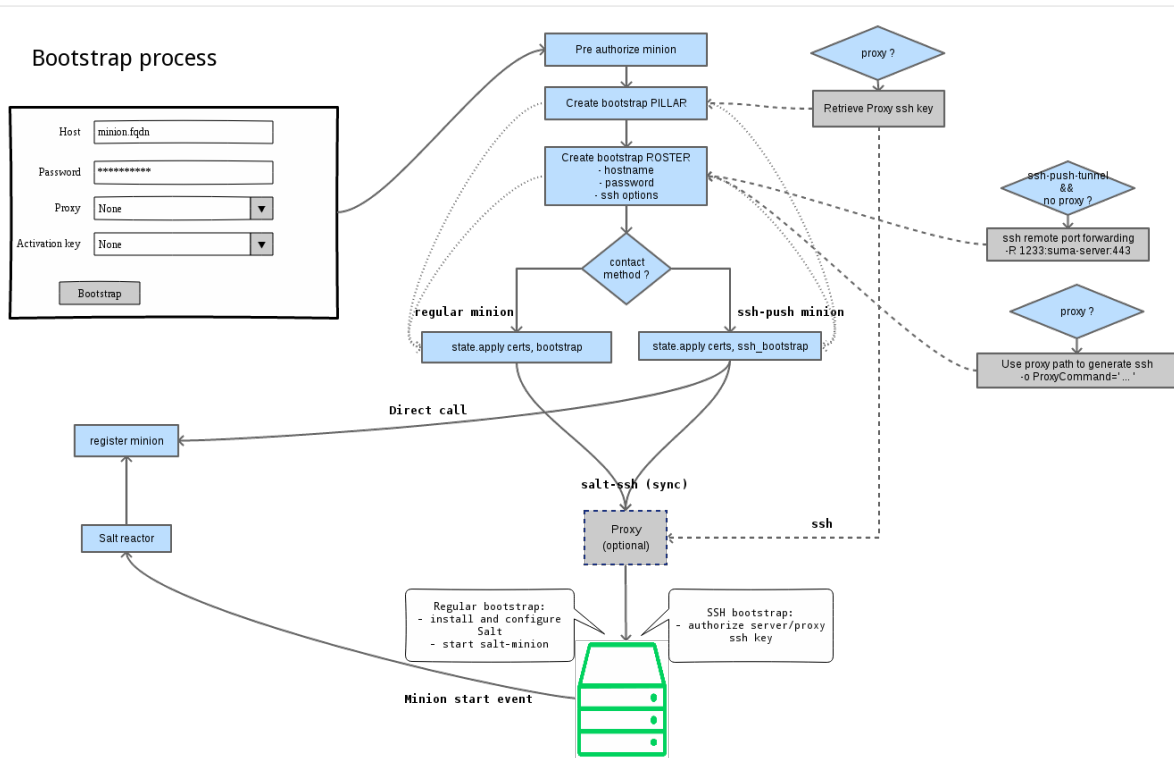 Bootstrap process
Host
minion.fqdn
Password
**********
Proxy
None
Activation key
None
Bootstrap
Pre authorize minion
Create bootstrap PILLAR
Create bootstrap ROSTER
- hostname
- password
- ssh options
contact
method ?
regular minion
ssh-push minion
state.apply certs, bootstrap
state.apply certs, ssh_bootstrap
proxy ?
Retrieve Proxy ssh key
ssh-push-tunnel
&&
no proxy ?
ssh remote port forwarding
-R 1233:suma-server:443
proxy ?
Use proxy path to generate ssh
-o ProxyCommand=' ... '
Direct call
register minion
Salt reactor
salt-ssh (sync)
Proxy
(optional)
ssh
Regular bootstrap:
- install and configure
Salt
- start salt-minion
SSH bootstrap:
- authorize server/proxy
ssh key
Minion start event